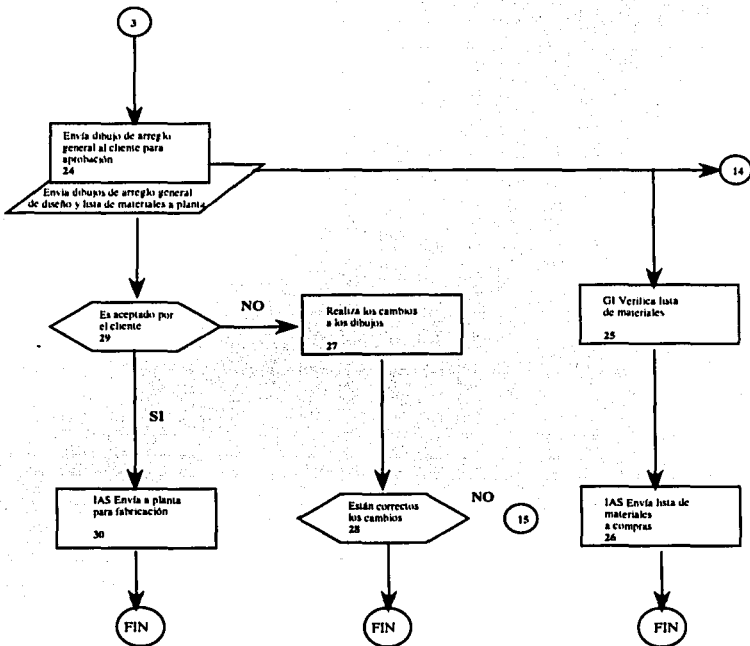 3
Envía dibujo de arreglo
general al cliente para
aprobación
24
Envía dibujos de arreglo general
de diseño y lista de materiales a planta
14
Es aceptado por
el cliente
29
NO
Realiza los cambios
a los dibujos
27
GI Verifica lista
de materiales
25
SI
IAS Envía a planta
para fabricación
30
Están correctos
los cambios
28
NO
15
IAS Envía lista de
materiales
a compras
26
FIN
FIN
FIN